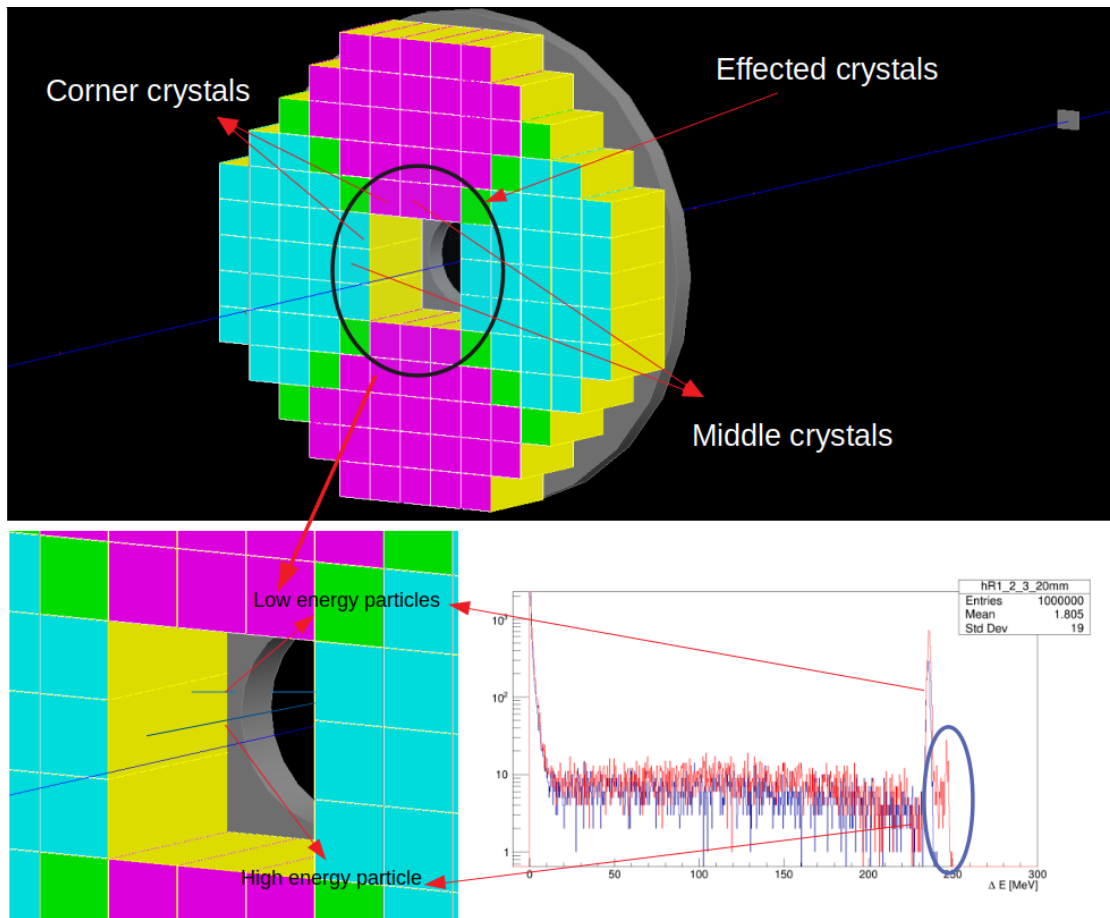 Corner crystals
Effected crystals
Middle crystals
Low energy particles
High energy particle
hR1_2_3_20mm
Entries 1000000
Mean 1.805
Std Dev 19
10³
10²
10
1
0 50 100 150 200 250 300
Δ E [MeV]